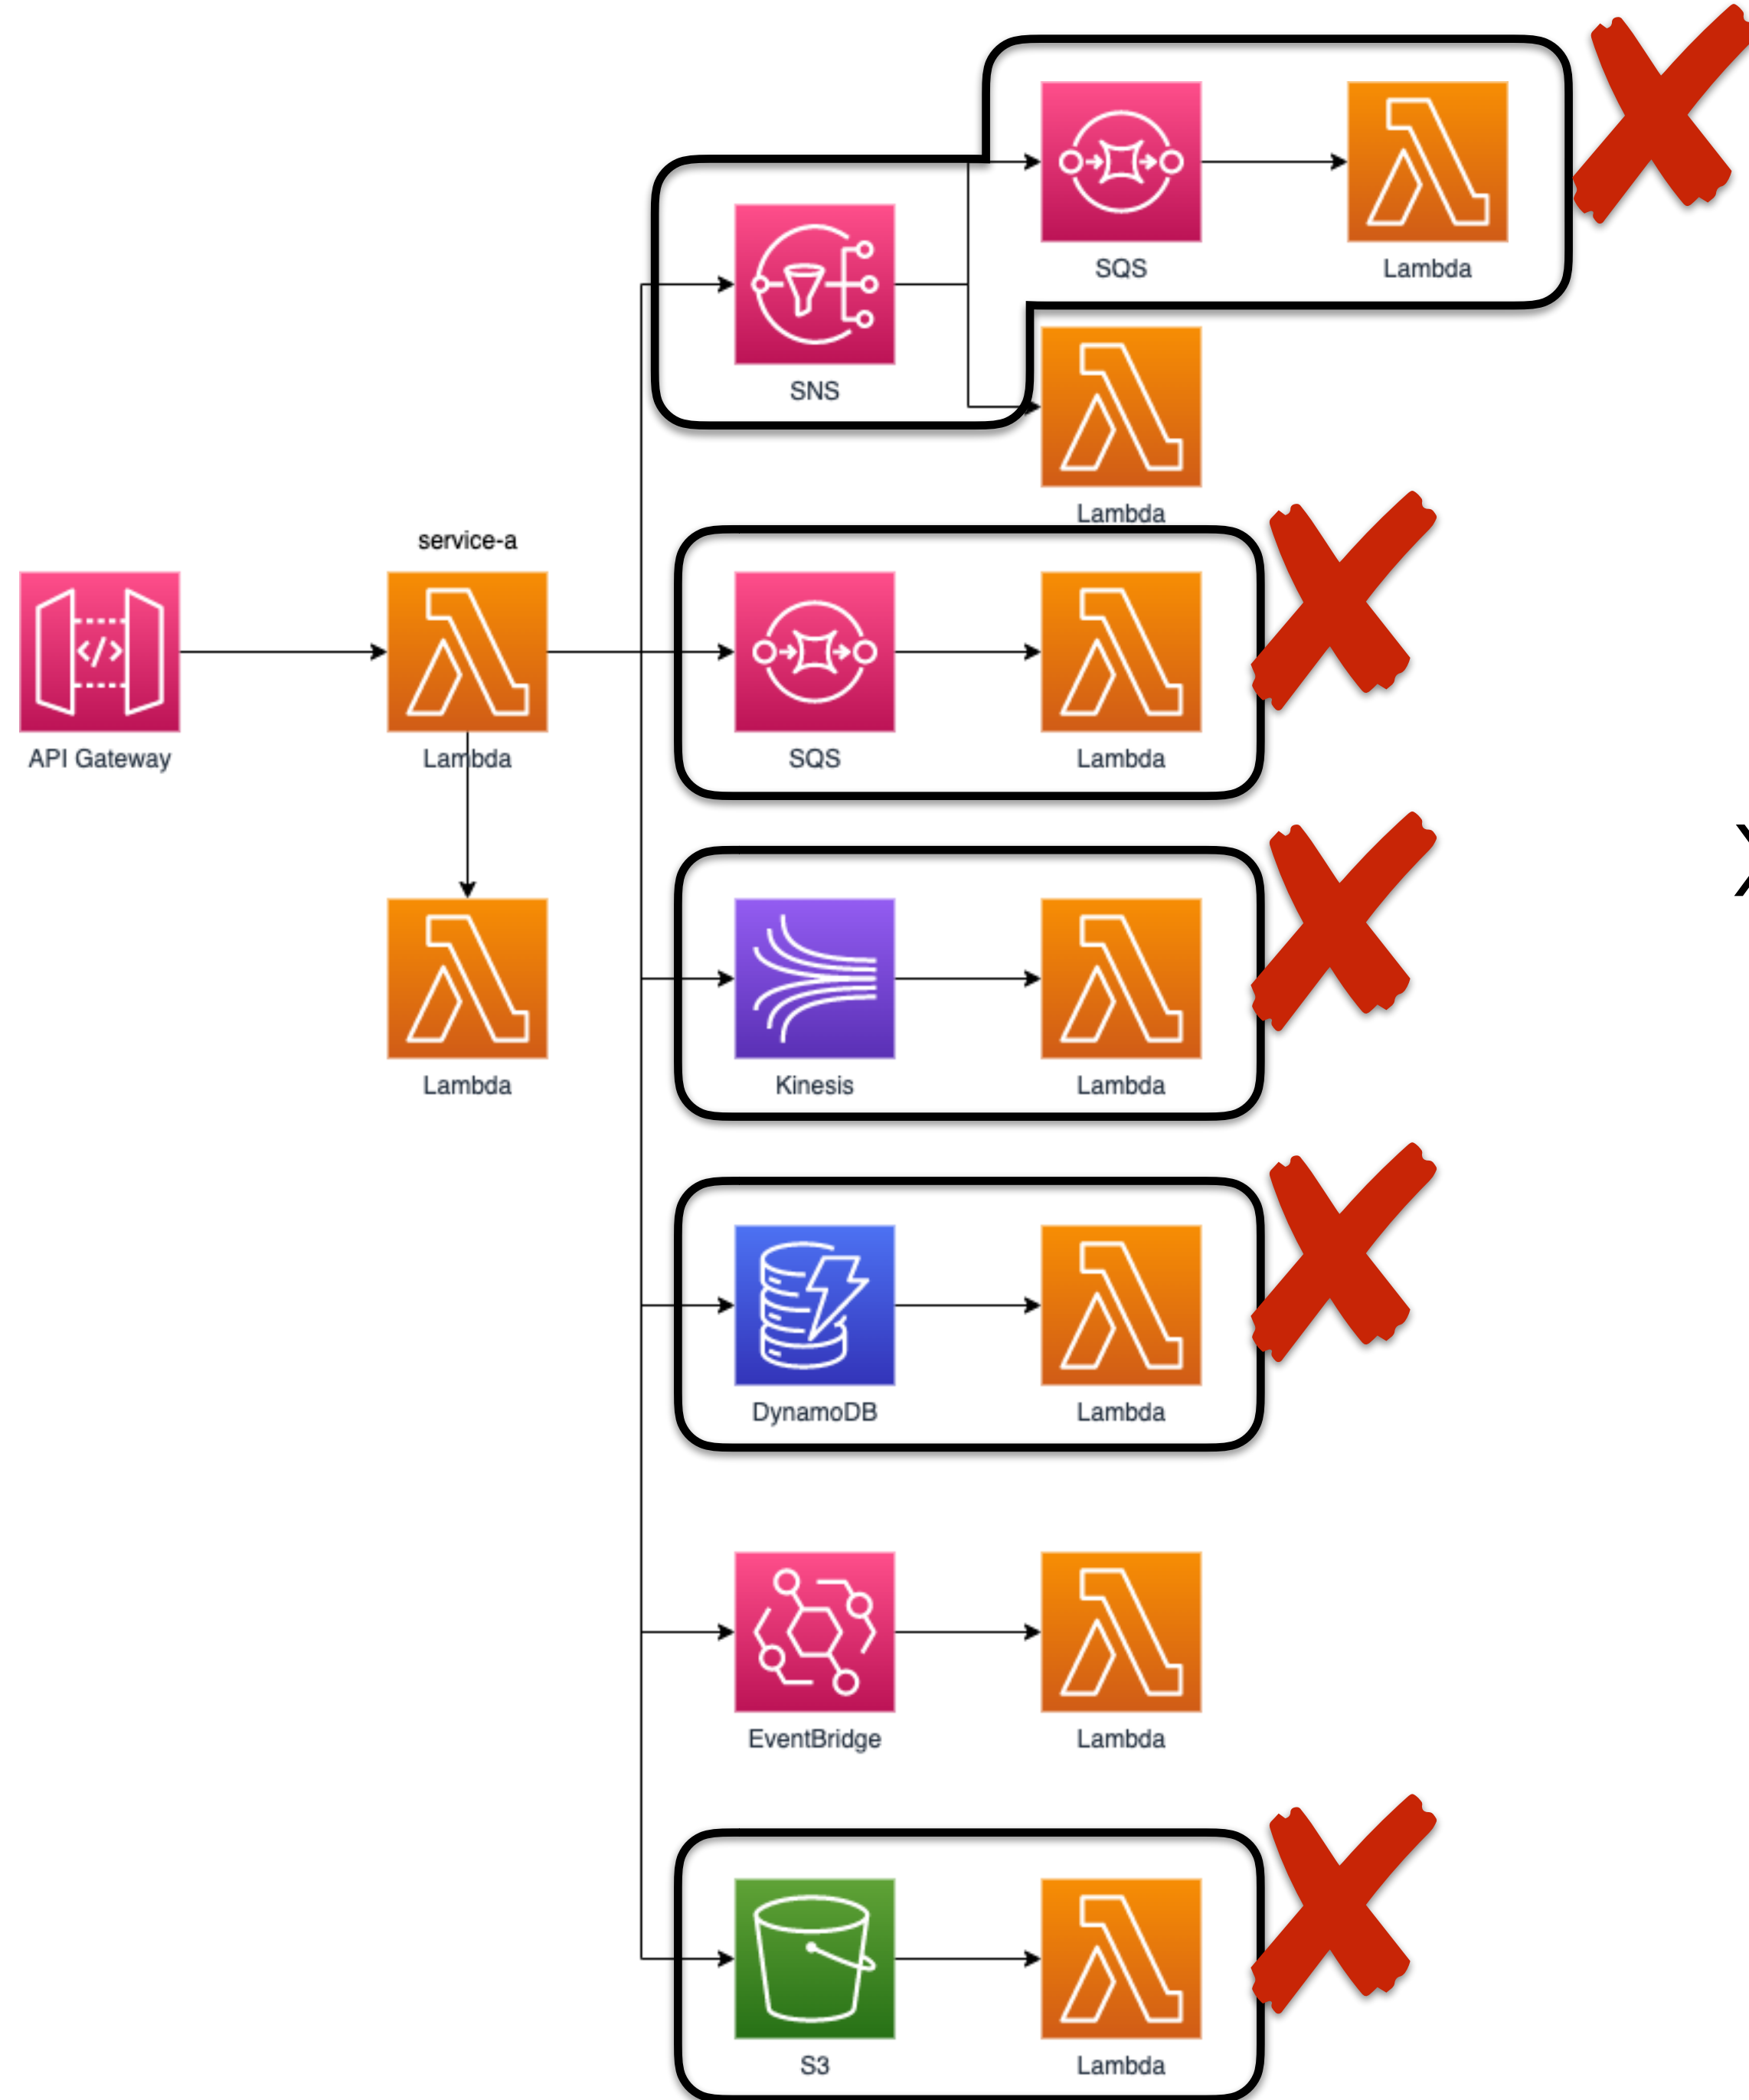 SQS
Lambda
SNS
Lambda
service-a
API Gateway
Lambda
SQS
Lambda
Lambda
Kinesis
Lambda
DynamoDB
Lambda
EventBridge
Lambda
S3
Lambda